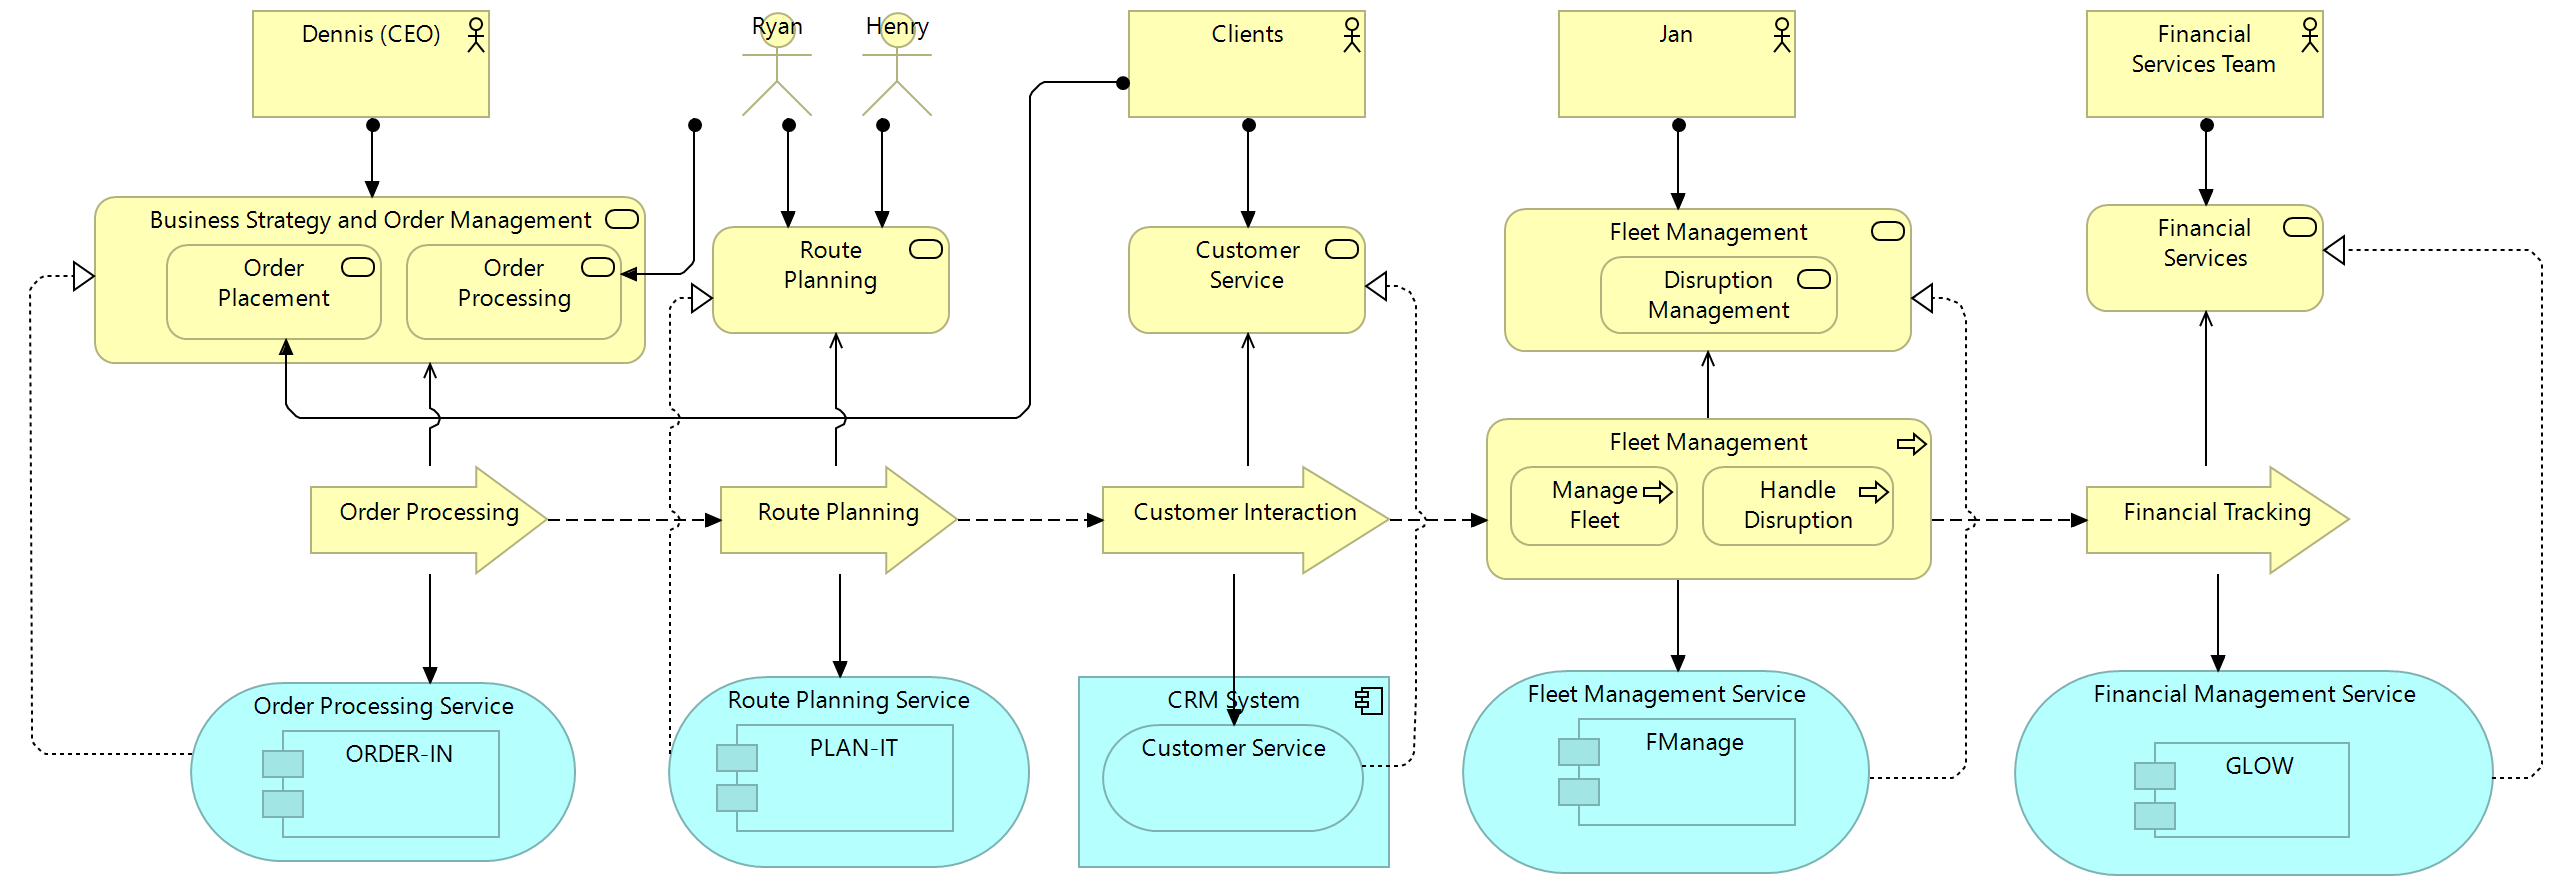 Dennis (CEO)
Ryan
Henry
Clients
Jan
Financial
Services Team
Business Strategy and Order Management
Order
Placement
Order
Processing
Route
Planning
Customer
Service
Fleet Management
Disruption
Management
Financial
Services
Order Processing
Route Planning
Customer Interaction
Fleet Management
Manage
Fleet
Handle
Disruption
Financial Tracking
Order Processing Service
ORDER-IN
Route Planning Service
PLAN-IT
CRM System
Customer Service
Fleet Management Service
FManage
Financial Management Service
GLOW